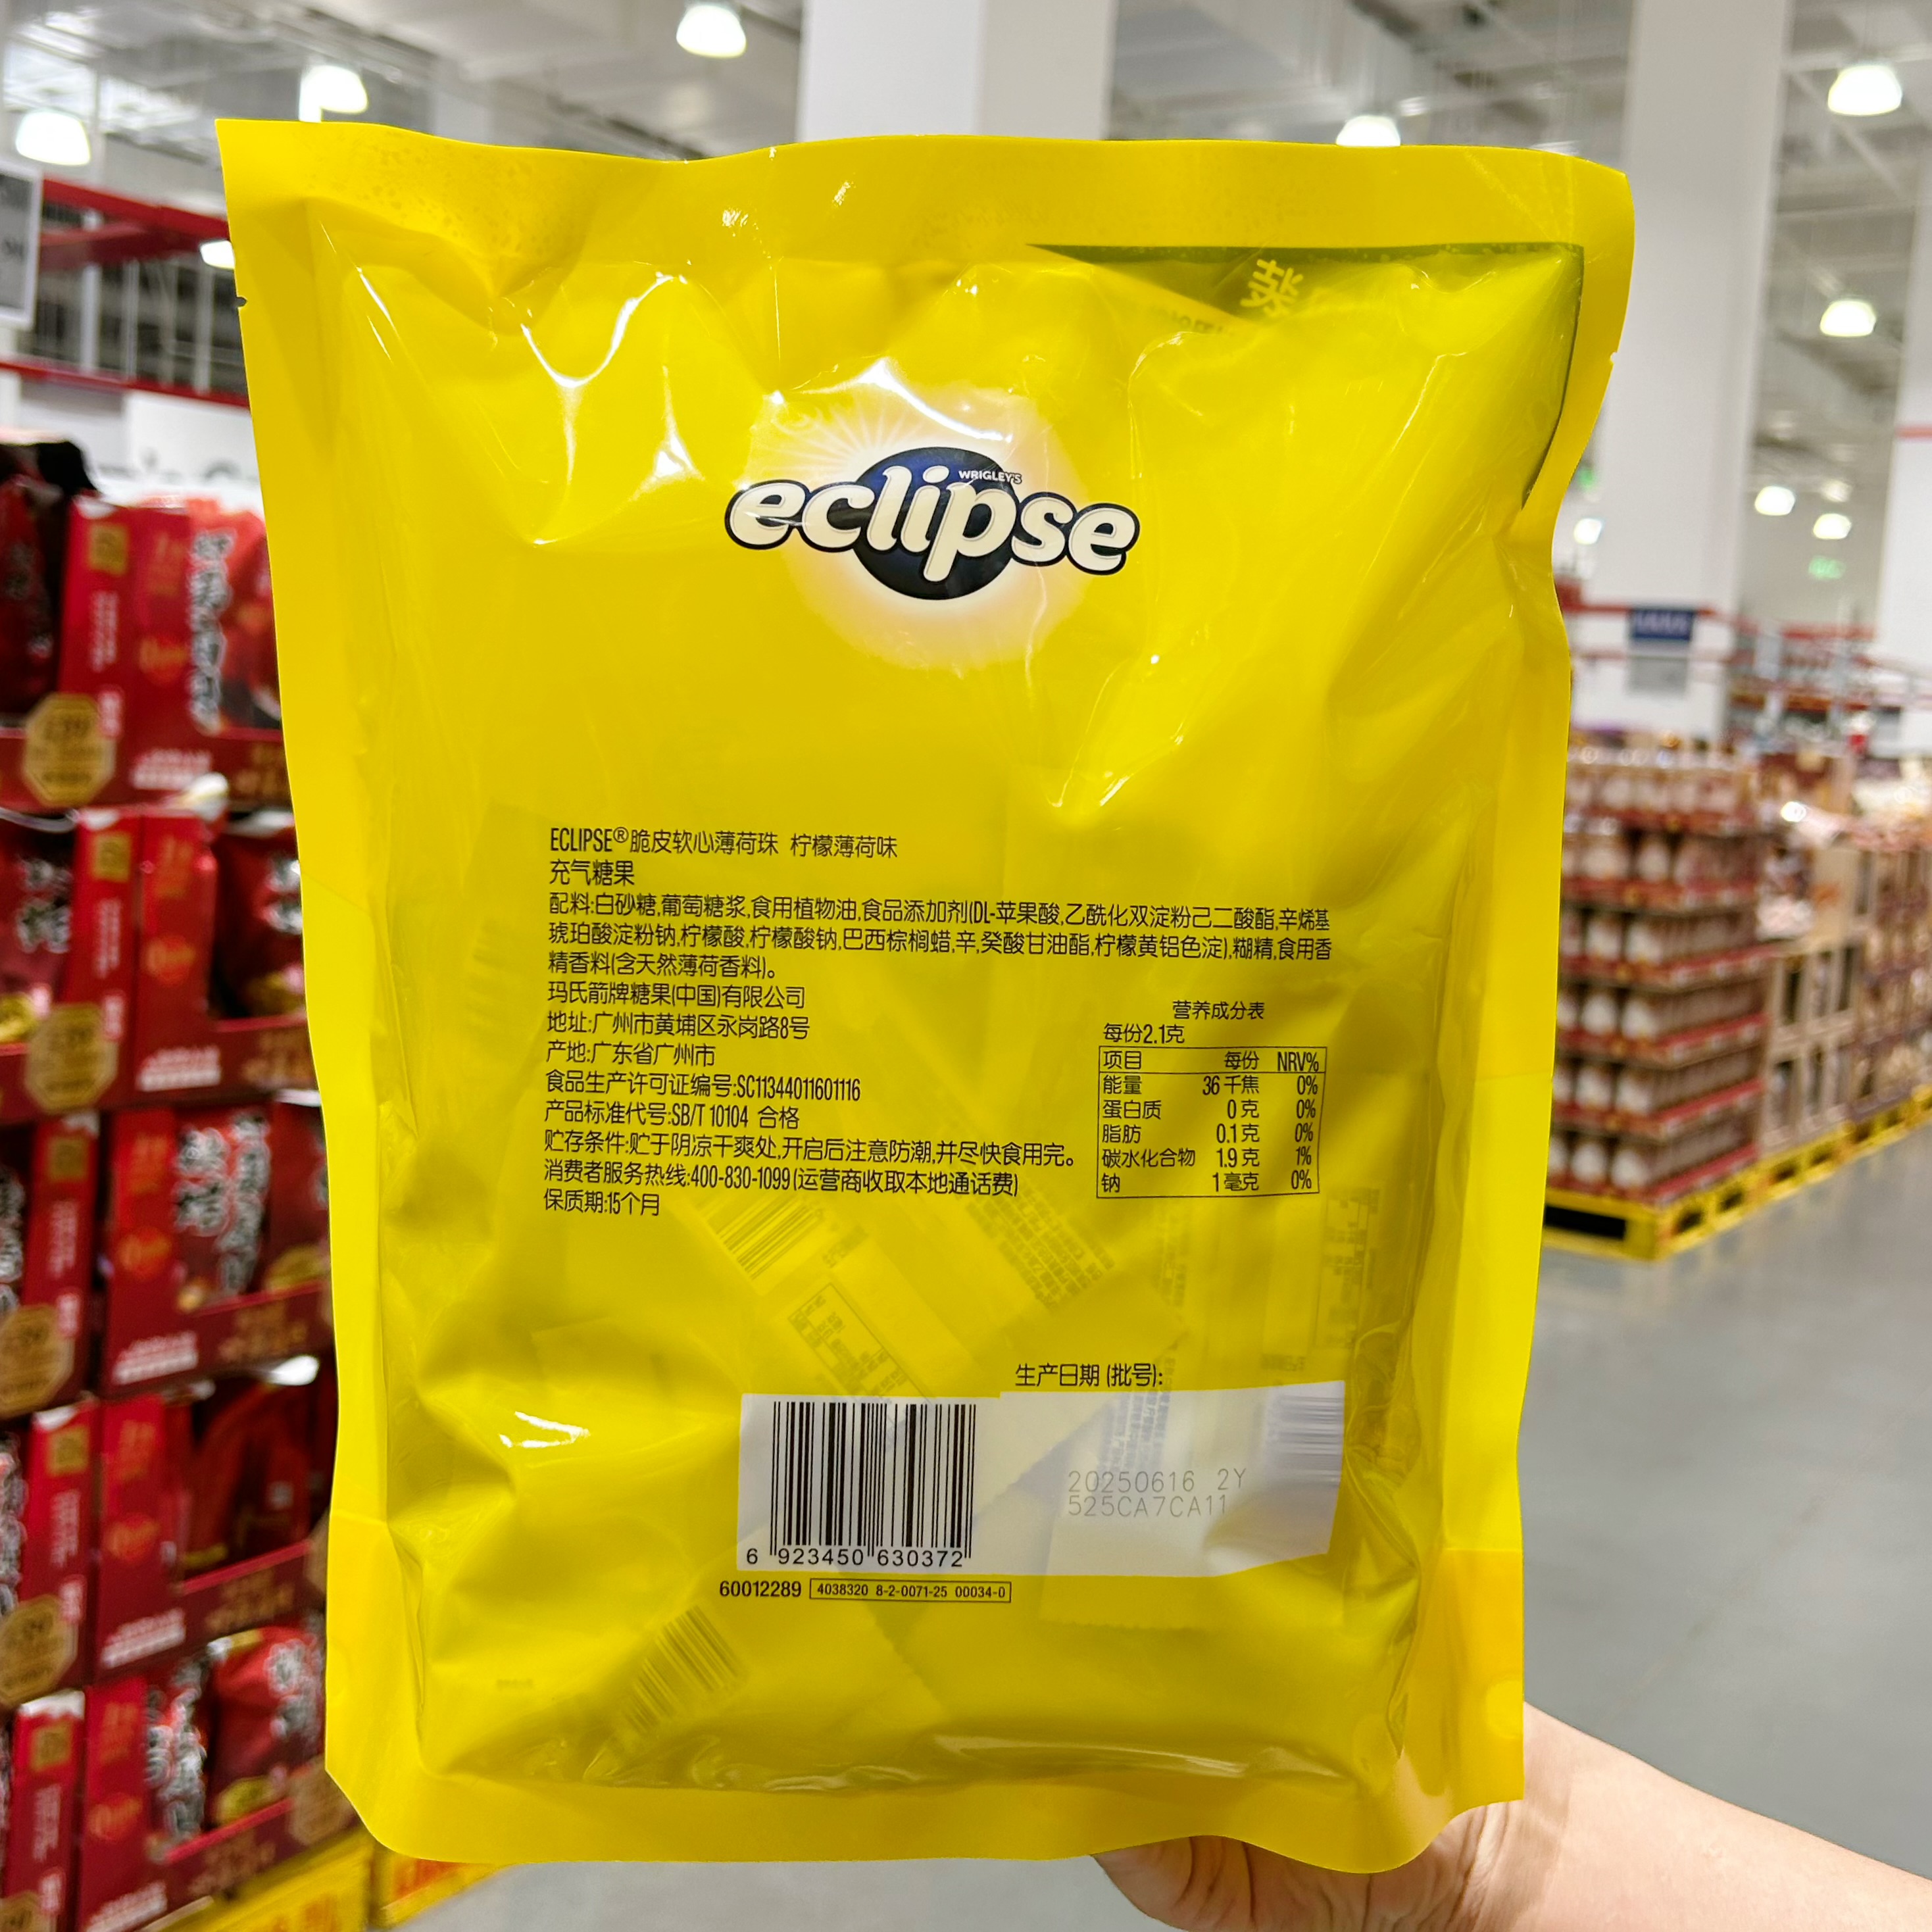 装
WRIGLEY'S
eclipse
ECLIPSE®脆皮软心薄荷珠 柠檬薄荷味
充气糖果
配料:白砂糖,葡萄糖浆,食用植物油,食品添加剂(DL-苹果酸,乙酰化双淀粉己二酸酯,辛烯基
琥珀酸淀粉钠,柠檬酸,柠檬酸钠,巴西棕榈蜡,辛,癸酸甘油酯,柠檬黄铝色淀),糊精,食用香
精香料(含天然薄荷香料)。
玛氏箭牌糖果(中国)有限公司
地址:广州市黄埔区永岗路8号
产地:广东省广州市
食品生产许可证编号:SC11344011601116
产品标准代号:SB/T 10104 合格
贮存条件:贮于阴凉干爽处,开启后注意防潮,并尽快食用完。
消费者服务热线:400-830-1099(运营商收取本地通话费)
保质期:15个月
营养成分表
每份2.1克
项目 每份 NRV%
能量 36 千焦 0%
蛋白质 0 克 0%
脂肪 0.1 克 0%
碳水化合物 1.9 克 1%
钠 1 毫克 0%
生产日期 (批号):
20250616 2Y
525CA7CA11
6 923450 630372
60012289 4038320 8-2-0071-25 00034-0